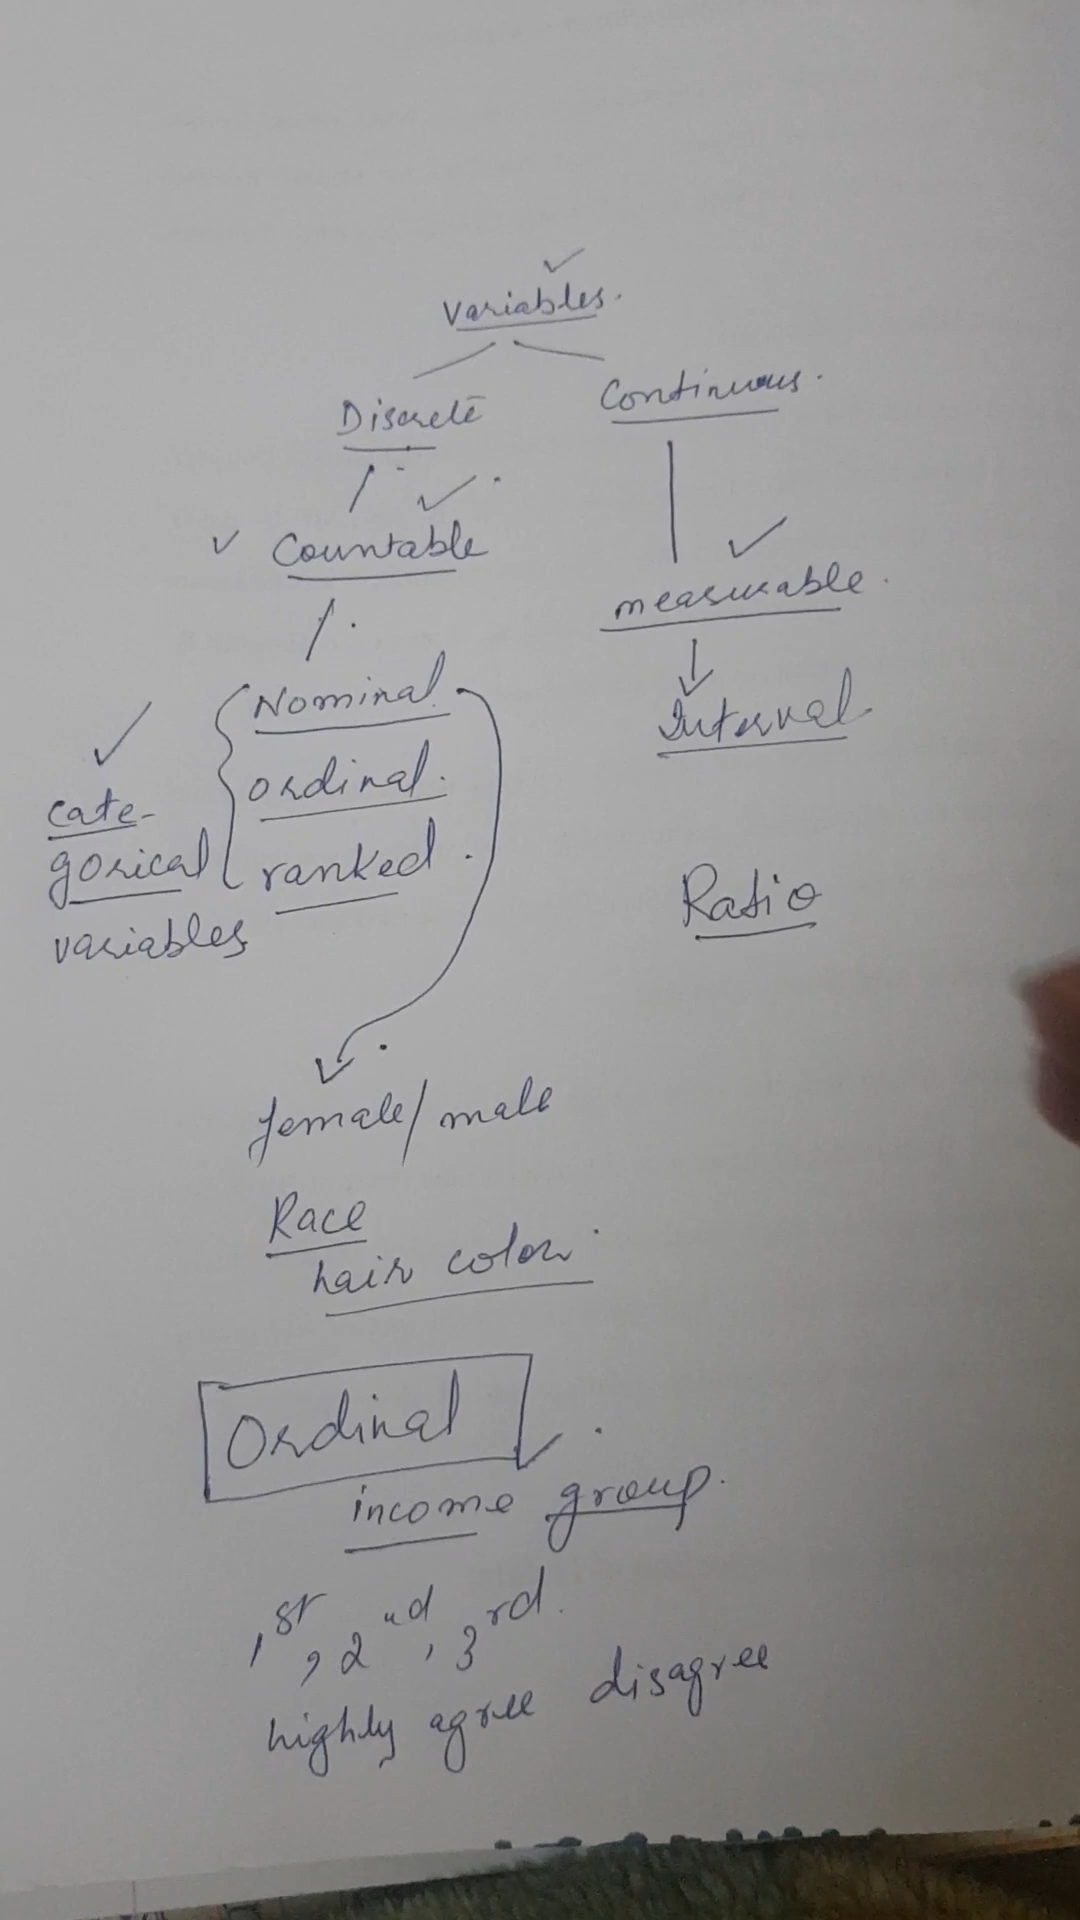 Variables.
Discrete
Continuous.
Countable
measurable.
Nominal.
ordinal.
ranked.
cate-
gorical
variables
Interval
Ratio
female/male
Race
hair color
Ordinal
income group.
1st, 2nd, 3rd.
highly agree disagree